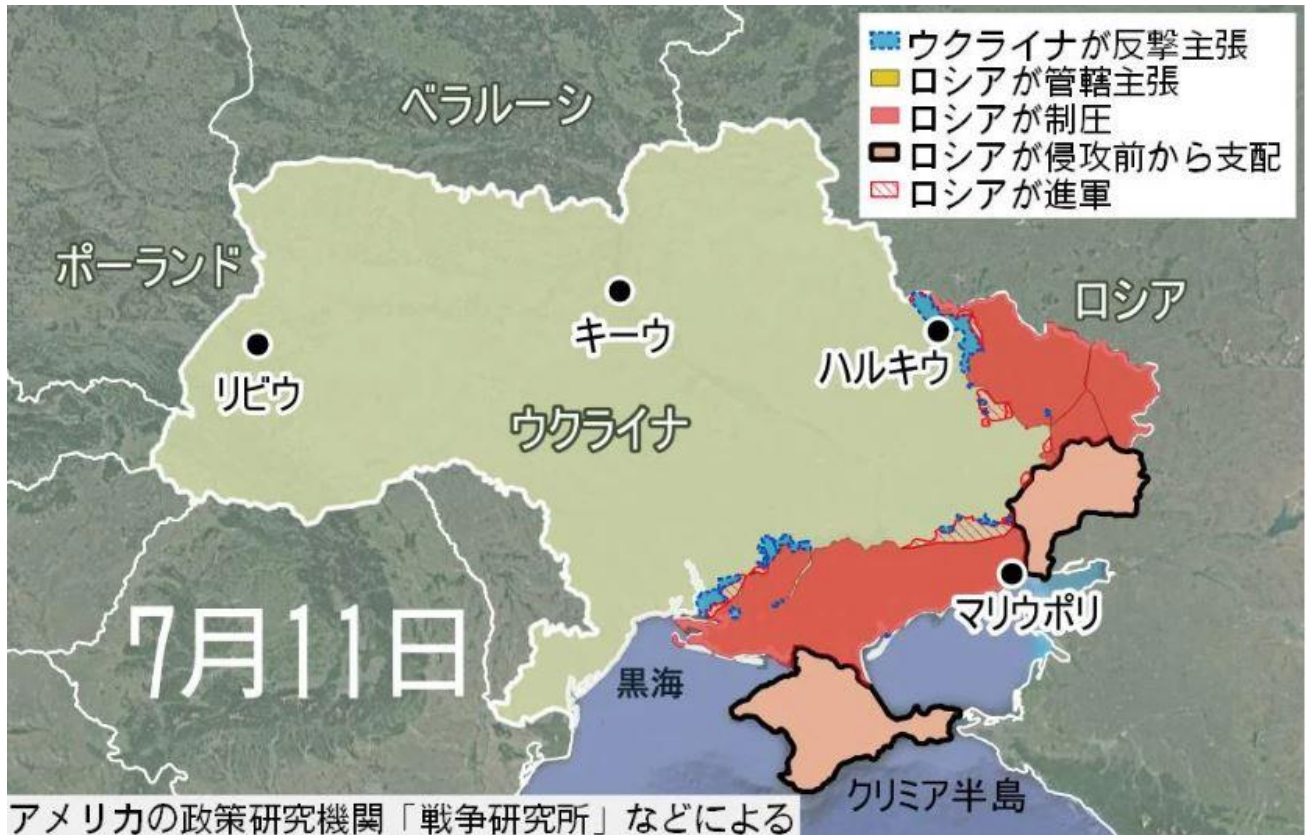 ウクライナが反撃主張
ロシアが管轄主張
ロシアが制圧
ロシアが侵攻前から支配
ロシアが進軍
ベラルーシ
ポーランド
ロシア
キーウ
ハルキウ
リビウ
ウクライナ
マリウポリ
7月11日
黒海
クリミア半島
アメリカの政策研究機関「戦争研究所」などによる